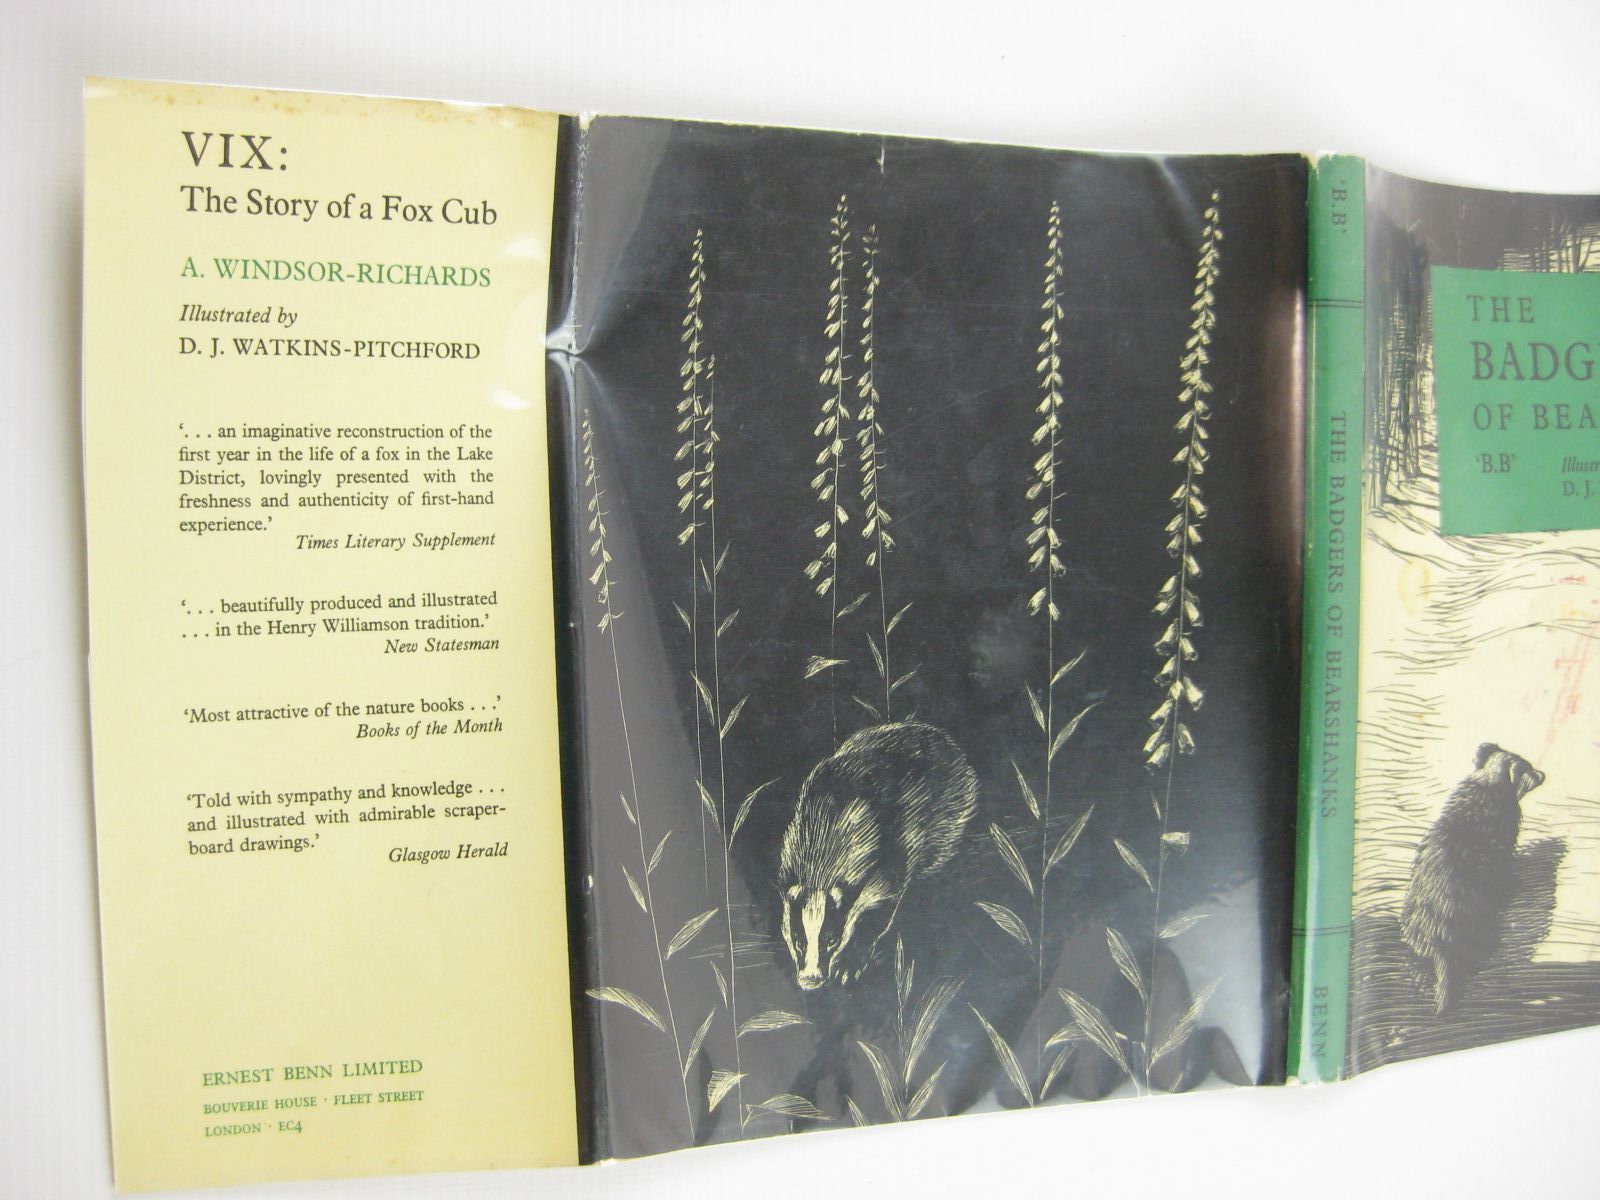 VIX:
The Story of a Fox Cub
A. WINDSOR-RICHARDS
Illustrated by
D. J. WATKINS-PITCHFORD
‘. . . an imaginative reconstruction of the
first year in the life of a fox in the Lake
District, lovingly presented with the
freshness and authenticity of first-hand
experience.’
Times Literary Supplement
‘. . . beautifully produced and illustrated
. . . in the Henry Williamson tradition.’
New Statesman
‘Most attractive of the nature books . . .’
Books of the Month
‘Told with sympathy and knowledge . . .
and illustrated with admirable scraper-
board drawings.’
Glasgow Herald
ERNEST BENN LIMITED
BOUVERIE HOUSE · FLEET STREET
LONDON · EC4
‘B.B’
THE BADGERS OF BEARSHANKS
BENN
THE
BADG
OF BEA
‘B.B’
Illustr
D. J.